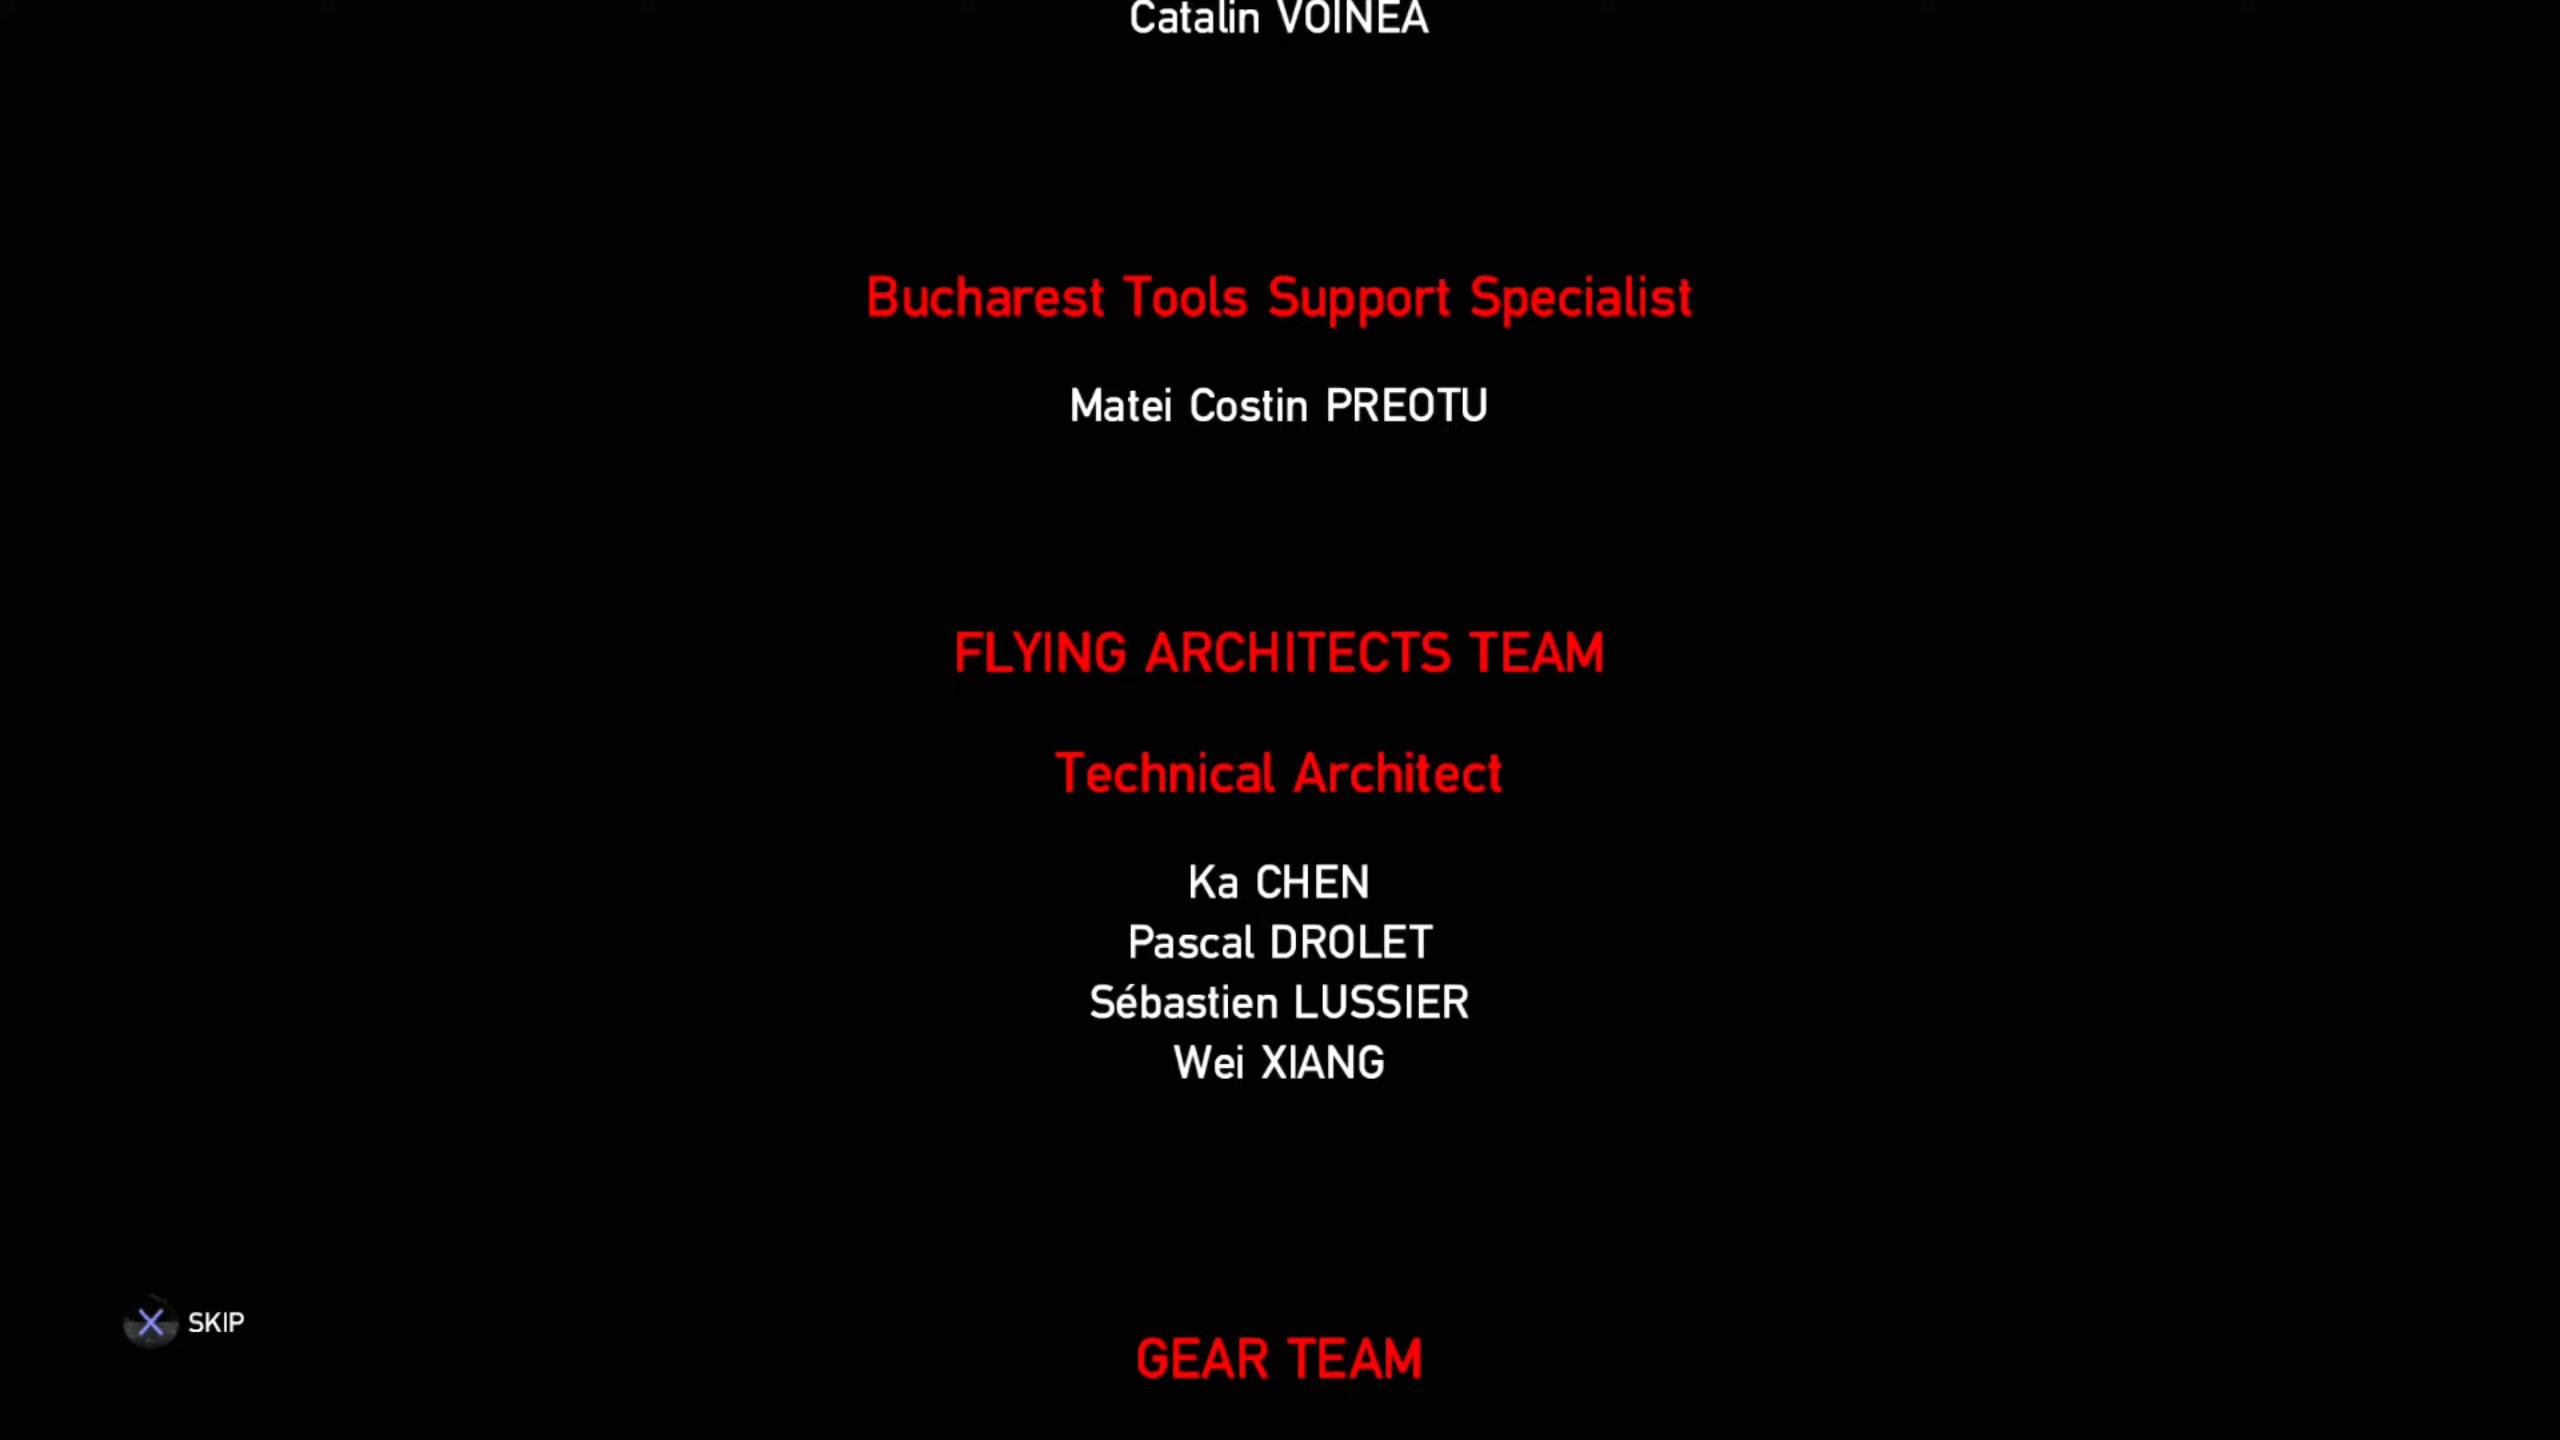 Catalin VOINEA
Bucharest Tools Support Specialist
Matei Costin PREOTU
FLYING ARCHITECTS TEAM
Technical Architect
Ka CHEN
Pascal DROLET
Sébastien LUSSIER
Wei XIANG
SKIP
GEAR TEAM